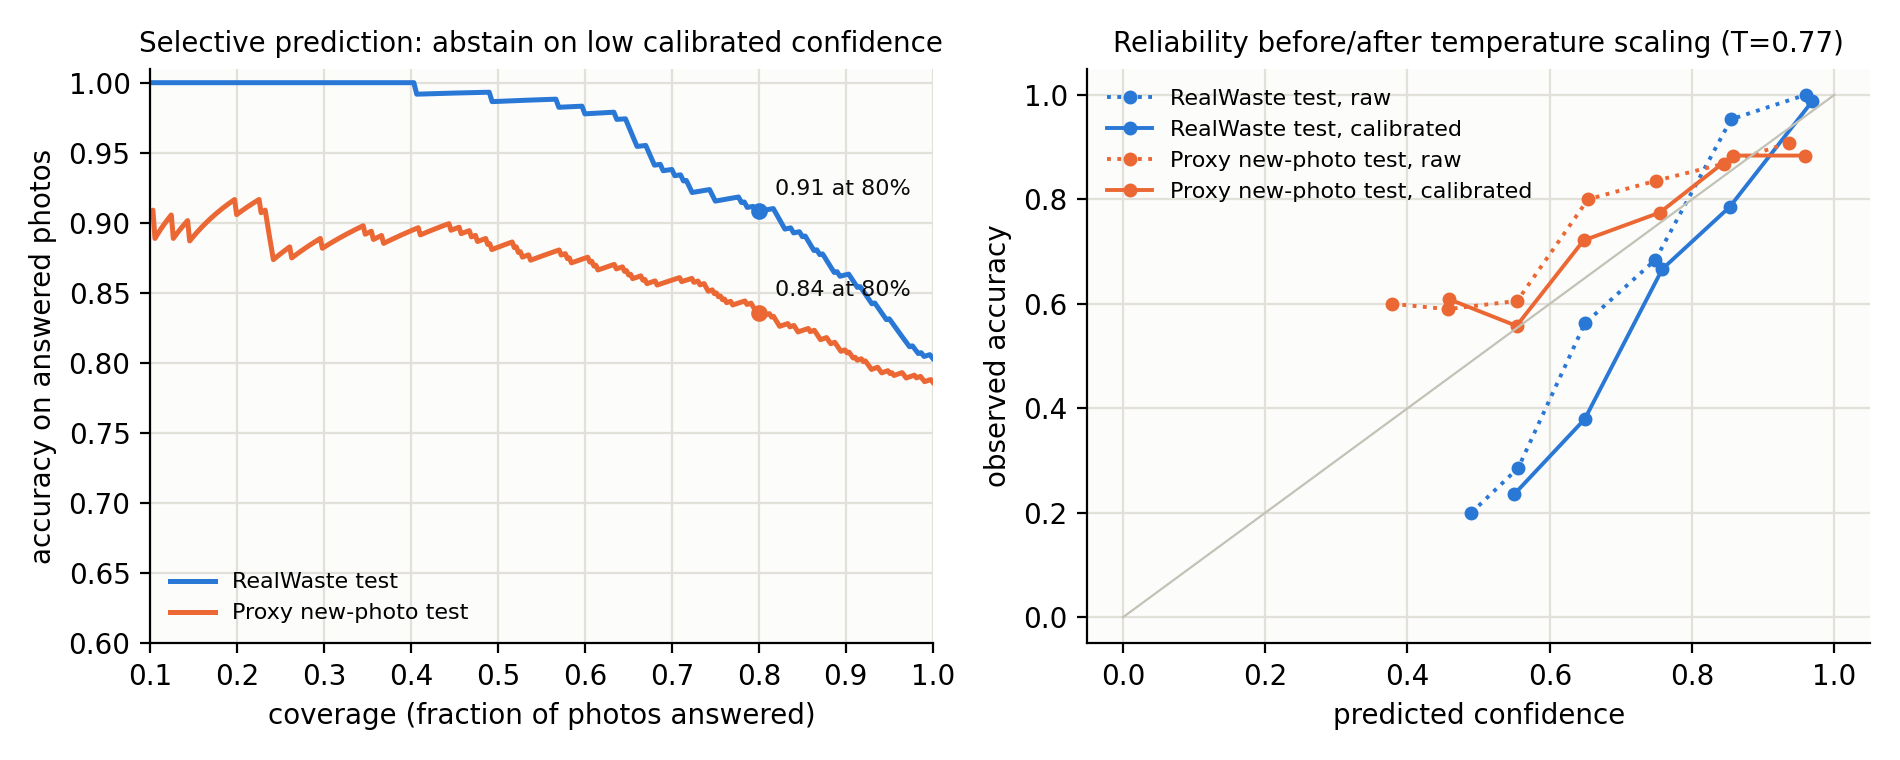 Selective prediction: abstain on low calibrated confidence
1.00
0.95
0.90
0.85
0.80
0.75
0.70
0.65
0.60
accuracy on answered photos
0.91 at 80%
0.84 at 80%
RealWaste test
Proxy new-photo test
0.1 0.2 0.3 0.4 0.5 0.6 0.7 0.8 0.9 1.0
coverage (fraction of photos answered)
Reliability before/after temperature scaling (T=0.77)
1.0
0.8
0.6
0.4
0.2
0.0
observed accuracy
RealWaste test, raw
RealWaste test, calibrated
Proxy new-photo test, raw
Proxy new-photo test, calibrated
0.0 0.2 0.4 0.6 0.8 1.0
predicted confidence